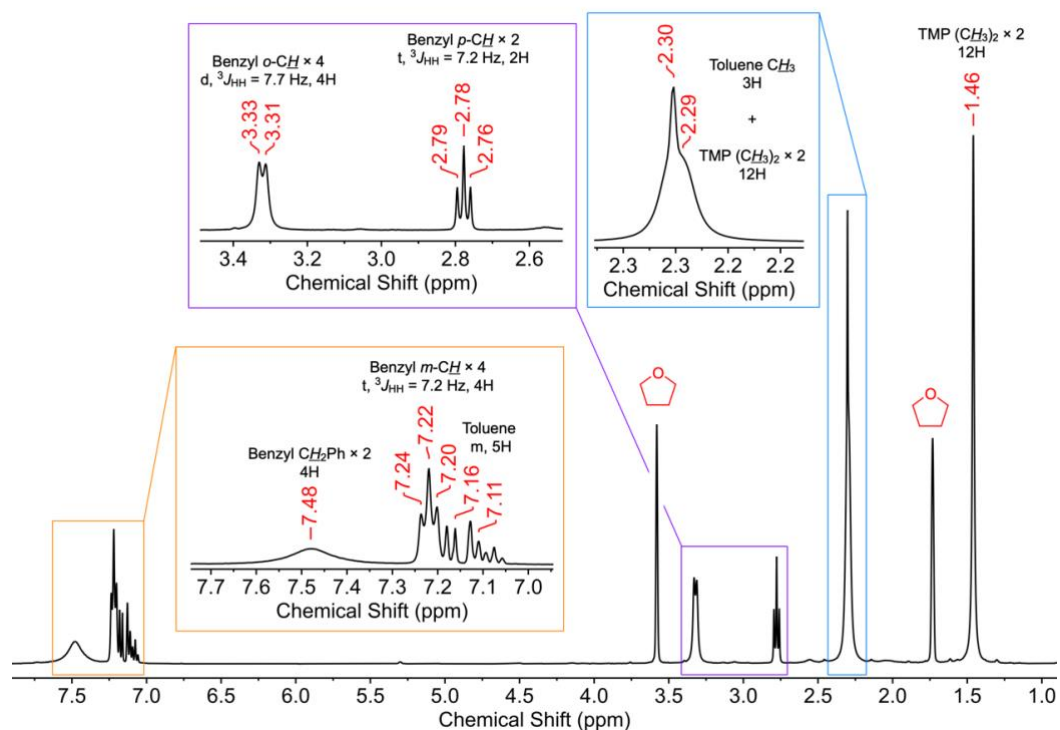 Benzyl o-CH × 4
d, ³JHH = 7.7 Hz, 4H
3.33
3.31
Benzyl p-CH × 2
t, ³JHH = 7.2 Hz, 2H
2.79
2.78
2.76
3.4 3.2 3.0 2.8 2.6
Chemical Shift (ppm)
2.30
2.29
Toluene CH₃
3H
+
TMP (CH₃)₂ × 2
12H
2.3 2.3 2.2 2.2
Chemical Shift (ppm)
TMP (CH₃)₂ × 2
12H
1.46
Benzyl m-CH × 4
t, ³JHH = 7.2 Hz, 4H
Benzyl CH₂Ph × 2
4H
7.48
7.24
7.22
7.20
Toluene
m, 5H
7.16
7.11
7.7 7.6 7.5 7.4 7.3 7.2 7.1 7.0
Chemical Shift (ppm)
O
O
7.5 7.0 6.5 6.0 5.5 5.0 4.5 4.0 3.5 3.0 2.5 2.0 1.5 1.0
Chemical Shift (ppm)